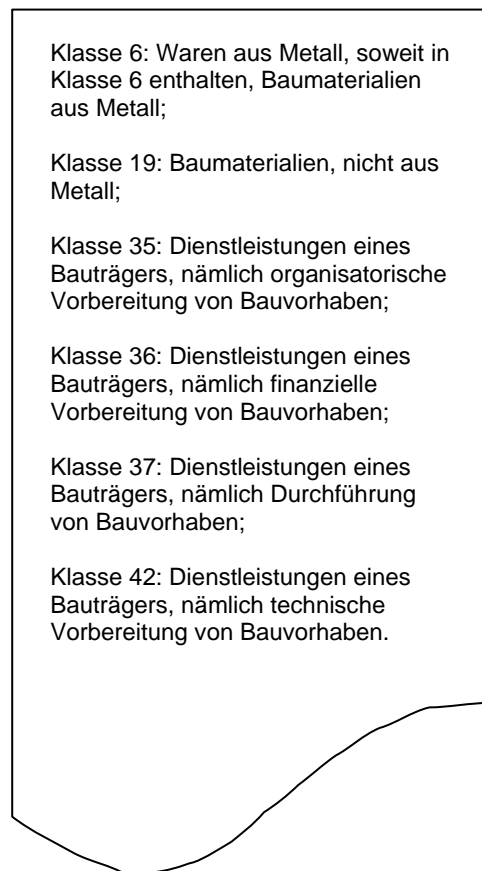 Klasse 6: Waren aus Metall, soweit in
Klasse 6 enthalten, Baumaterialien
aus Metall;
Klasse 19: Baumaterialien, nicht aus
Metall;
Klasse 35: Dienstleistungen eines
Bauträgers, nämlich organisatorische
Vorbereitung von Bauvorhaben;
Klasse 36: Dienstleistungen eines
Bauträgers, nämlich finanzielle
Vorbereitung von Bauvorhaben;
Klasse 37: Dienstleistungen eines
Bauträgers, nämlich Durchführung
von Bauvorhaben;
Klasse 42: Dienstleistungen eines
Bauträgers, nämlich technische
Vorbereitung von Bauvorhaben.